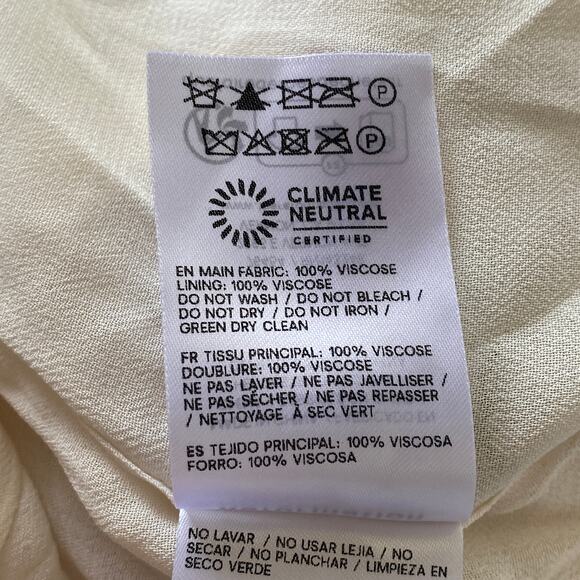 P
P
CLIMATE
NEUTRAL
CERTIFIED
EN MAIN FABRIC: 100% VISCOSE
LINING: 100% VISCOSE
DO NOT WASH / DO NOT BLEACH /
DO NOT DRY / DO NOT IRON /
GREEN DRY CLEAN
FR TISSU PRINCIPAL: 100% VISCOSE
DOUBLURE: 100% VISCOSE
NE PAS LAVER / NE PAS JAVELLISER /
NE PAS SÉCHER / NE PAS REPASSER
/ NETTOYAGE À SEC VERT
ES TEJIDO PRINCIPAL: 100% VISCOSA
FORRO: 100% VISCOSA
NO LAVAR / NO USAR LEJIA / NO
SECAR / NO PLANCHAR / LIMPIEZA EN
SECO VERDE